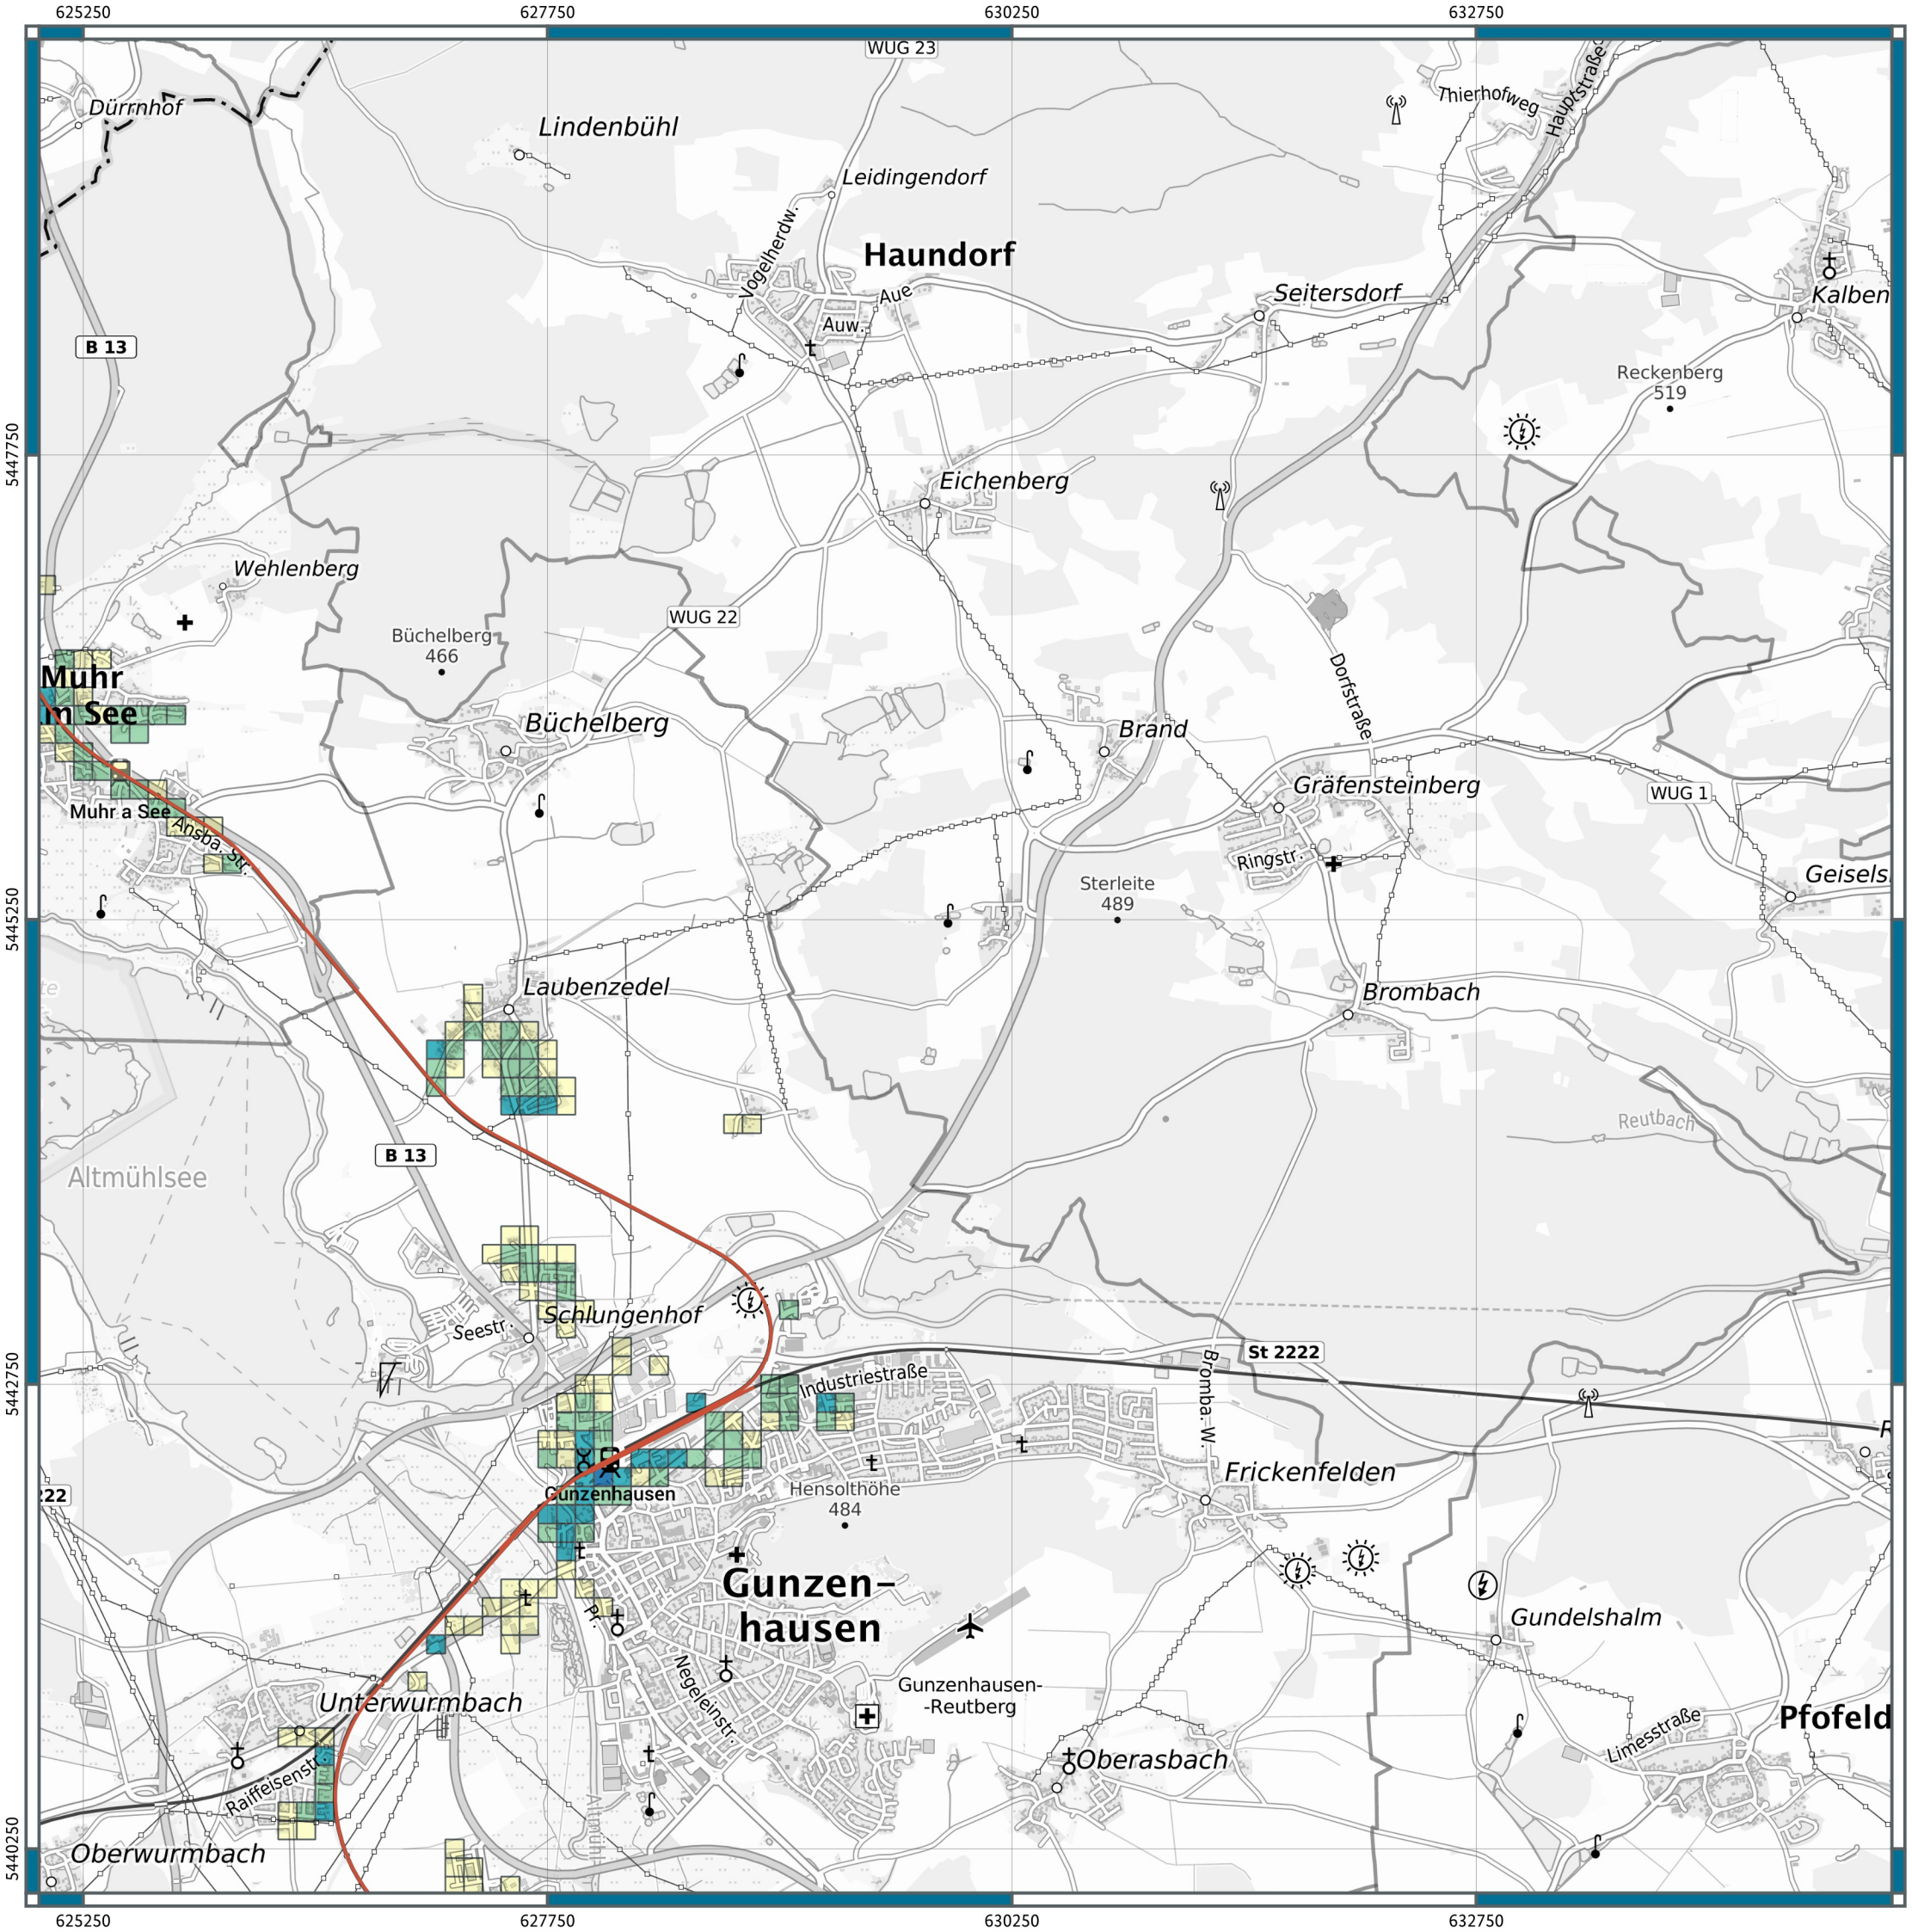 625250
627750
630250
632750
WUG 23
Dürrnhof
Lindenbühl
Thierhofweg
Hauptstraße
Leidingendorf
Vogelherdw.
Haundorf
Aue
Auw.
Seitersdorf
Kalben
B 13
Reckenberg
519
5447750
Eichenberg
Wehlenberg
WUG 22
Büchelberg
466
Muhr
m See
Büchelberg
Brand
Dorfstraße
Gräfensteinberg
WUG 1
Muhr a See
Ansba. Str.
Ringstr.
Geisels
Sterleite
489
5445250
Laubenzedel
Brombach
Reutbach
B 13
Altmühlsee
Schlungenhof
Seestr.
St 2222
5442750
Industriestraße
Bromba. W.
R
Frickenfelden
Hensolthöhe
484
:22
Gunzenhausen
Gunzen-
hausen
Pr.
Gundelshalm
Negeleinstr.
Gunzenhausen-
-Reutberg
Unterwurmbach
Pfofeld
Limesstraße
Oberasbach
Raiffeisenstr.
Altmühl
5440250
Oberwurmbach
625250
627750
630250
632750